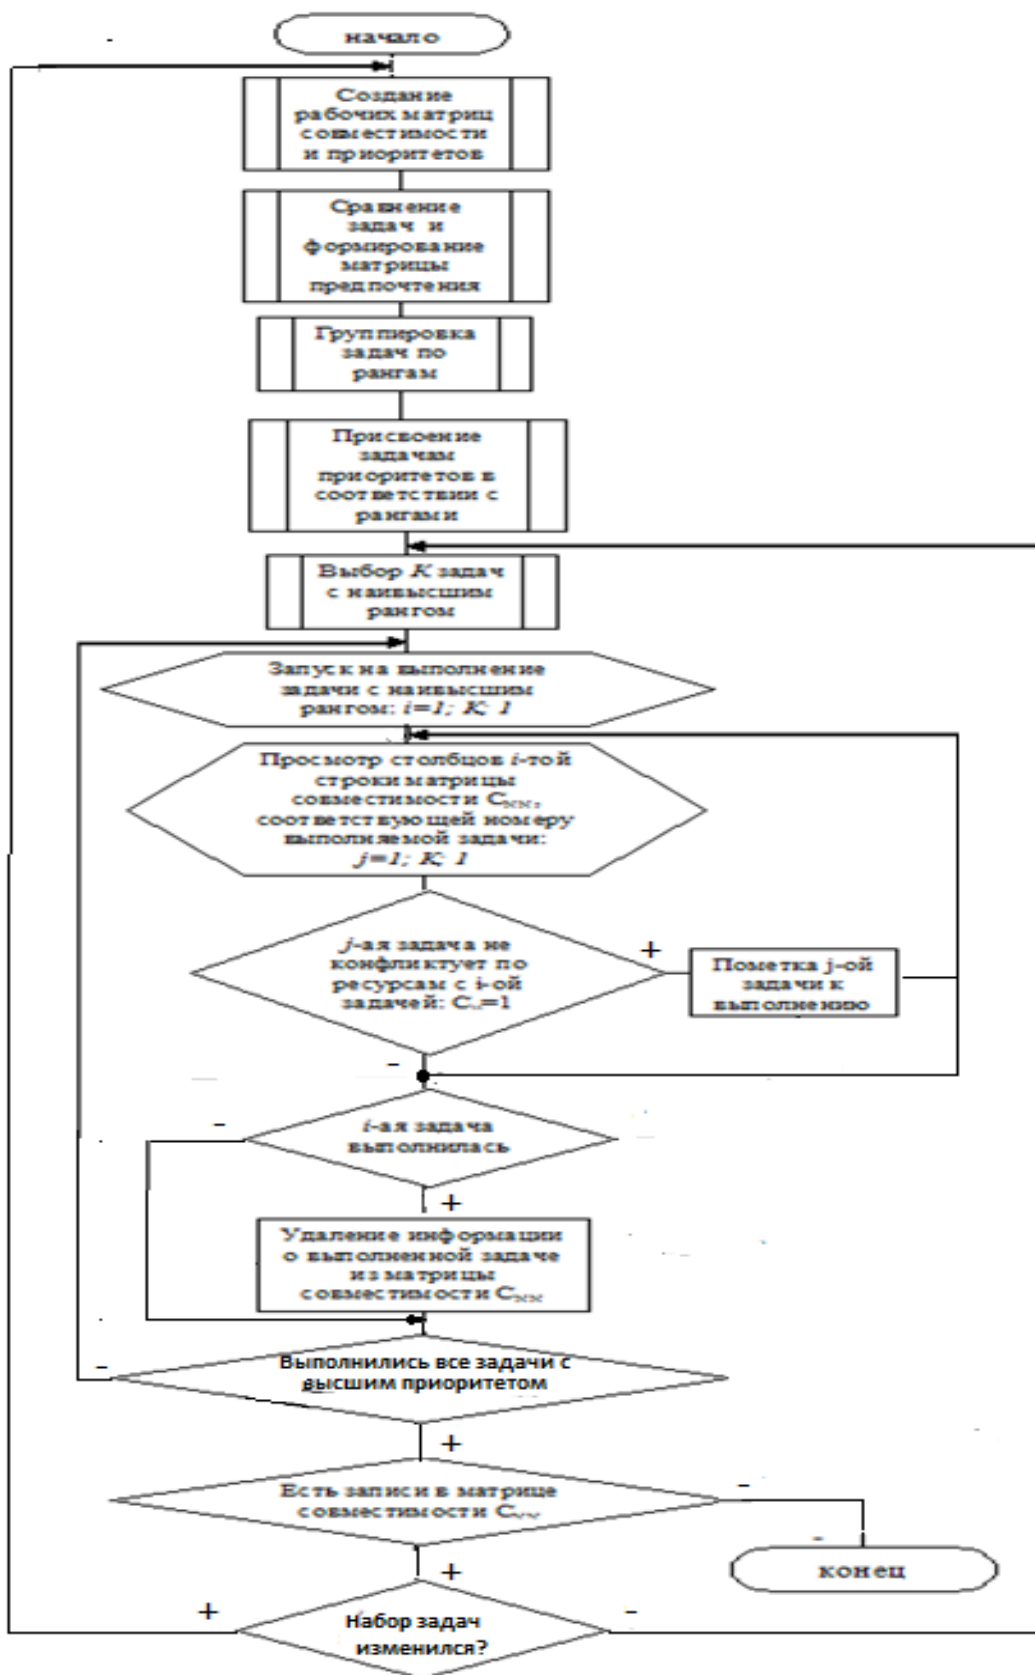 начало
Создание
рабочих матриц
совместимости
и приоритетов
Сравнение
задач и
формирование
матрицы
предпочтения
Группировка
задач по
рангам
Присвоение
задачам
приоритетов в
соответствии с
рангами
Выбор K задач
с наивысшим
рангом
Запуск на выполнение
задачи с наивысшим
рангом: i=1; K; 1
Просмотр столбцов i-той
строки матрицы
совместимости C
соответствующей номеру
выполняемой задачи:
j=1; K; 1
j-ая задача не
конфликтует по
ресурсам с i-ой
задачей: C =1
+
Пометка j-ой
задачи к
выполнению
-
i-ая задача
выполнилась
-
+
Удаление информации
о выполненной задаче
из матрицы
совместимости C
Выполнились все задачи с
высшим приоритетом
-
+
Есть записи в матрице
совместимости C
-
-
конец
+
+
Набор задач
изменился?
-